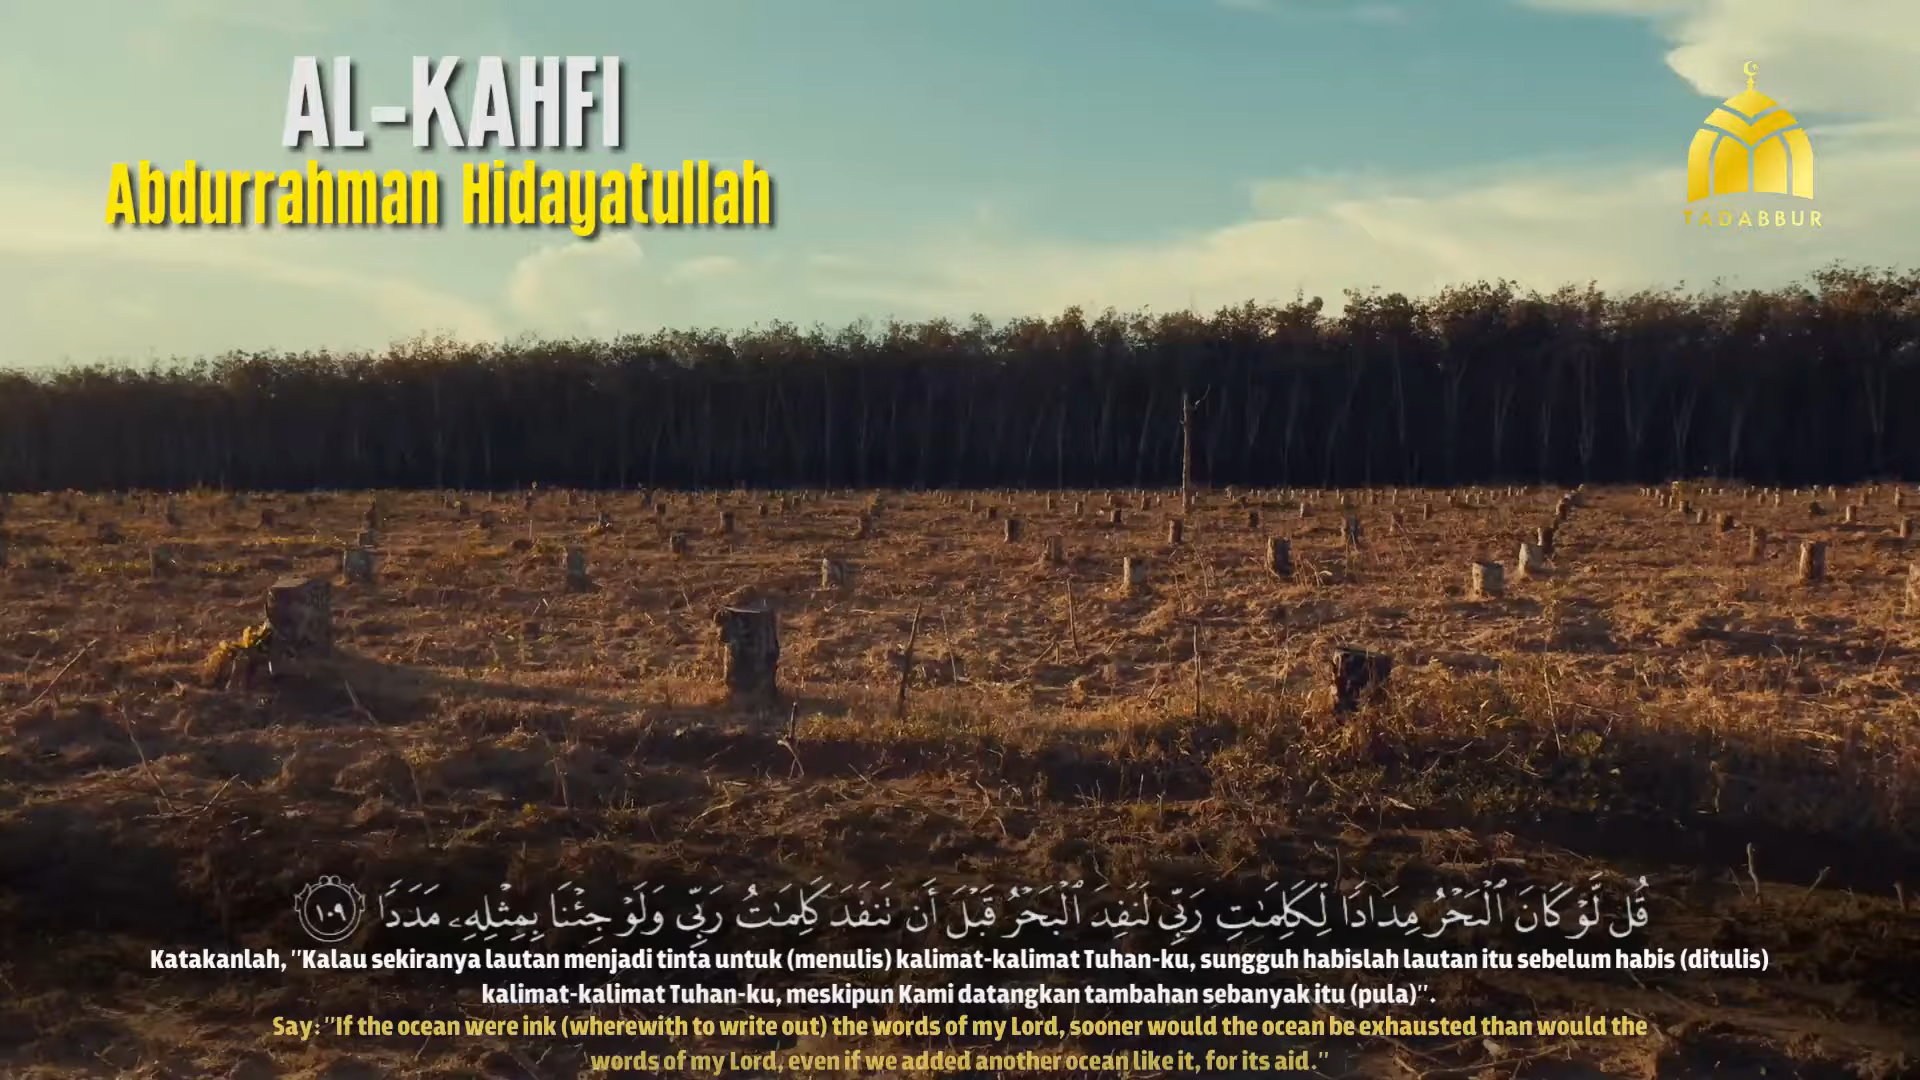 AL-KAHFI
Abdurrahman Hidayatullah
TADABBUR
قُل لَّوْ كَانَ ٱلْبَحْرُ مِدَادًا لِّكَلِمَٰتِ رَبِّى لَنَفِدَ ٱلْبَحْرُ قَبْلَ أَن تَنفَدَ كَلِمَٰتُ رَبِّى وَلَوْ جِئْنَا بِمِثْلِهِۦ مَدَدًا ١٠٩
Katakanlah, "Kalau sekiranya lautan menjadi tinta untuk (menulis) kalimat-kalimat Tuhan-ku, sungguh habislah lautan itu sebelum habis (ditulis)
kalimat-kalimat Tuhan-ku, meskipun Kami datangkan tambahan sebanyak itu (pula)".
Say: "If the ocean were ink (wherewith to write out) the words of my Lord, sooner would the ocean be exhausted than would the
words of my Lord, even if we added another ocean like it, for its aid."